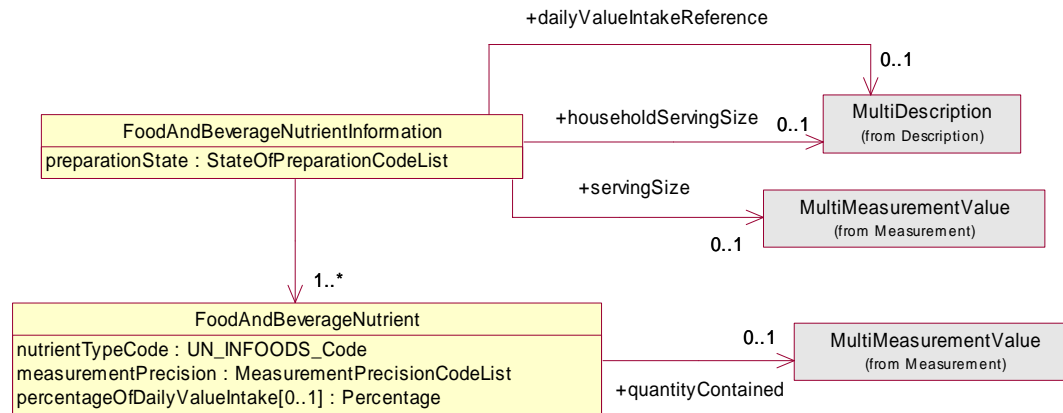 +dailyValueIntakeReference
0..1
MultiDescription
(from Description)
+householdServingSize
0..1
FoodAndBeverageNutrientInformation
preparationState : StateOfPreparationCodeList
+servingSize
MultiMeasurementValue
(from Measurement)
0..1
1..*
FoodAndBeverageNutrient
nutrientTypeCode : UN_INFOODS_Code
measurementPrecision : MeasurementPrecisionCodeList
percentageOfDailyValueIntake[0..1] : Percentage
0..1
MultiMeasurementValue
(from Measurement)
+quantityContained